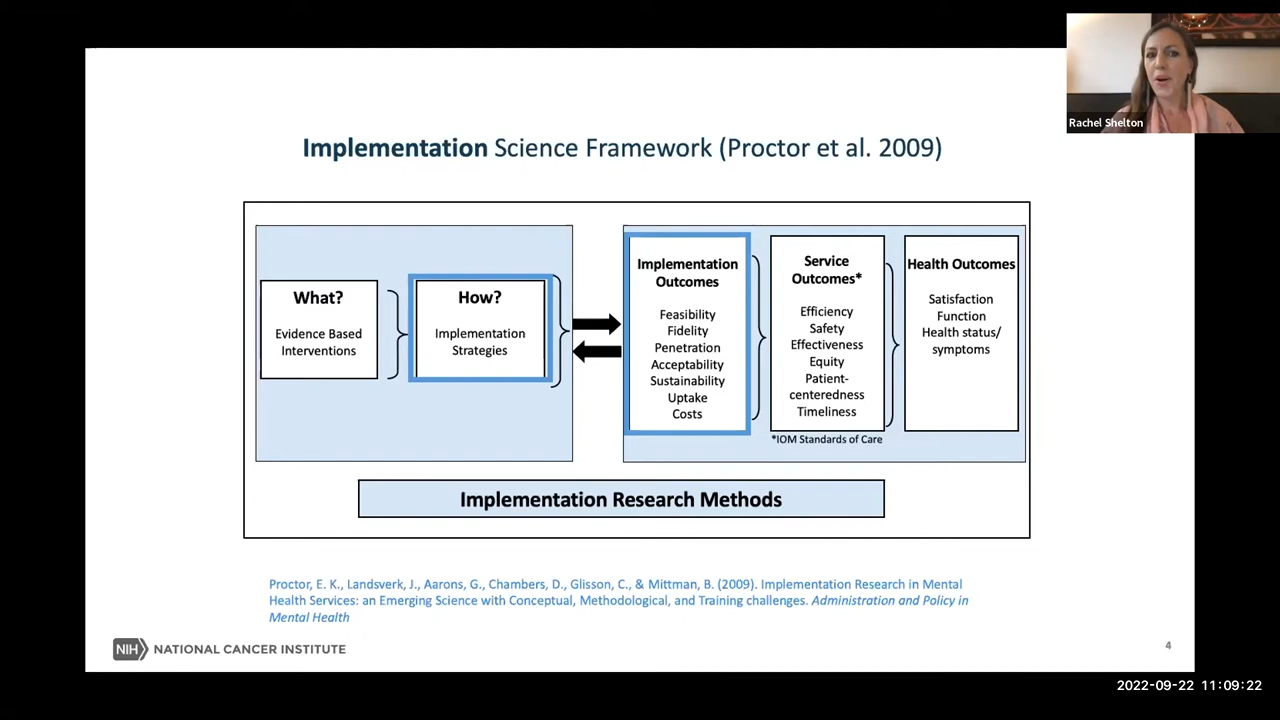 Rachel Shelton
Implementation Science Framework (Proctor et al. 2009)
What?
Evidence Based
Interventions
How?
Implementation
Strategies
Implementation
Outcomes
Feasibility
Fidelity
Penetration
Acceptability
Sustainability
Uptake
Costs
Service
Outcomes*
Efficiency
Safety
Effectiveness
Equity
Patient-
centeredness
Timeliness
*IOM Standards of Care
Health Outcomes
Satisfaction
Function
Health status/
symptoms
Implementation Research Methods
Proctor, E. K., Landsverk, J., Aarons, G., Chambers, D., Glisson, C., & Mittman, B. (2009). Implementation Research in Mental
Health Services: an Emerging Science with Conceptual, Methodological, and Training challenges. Administration and Policy in
Mental Health
NIH NATIONAL CANCER INSTITUTE
4
2022-09-22 11:09:22